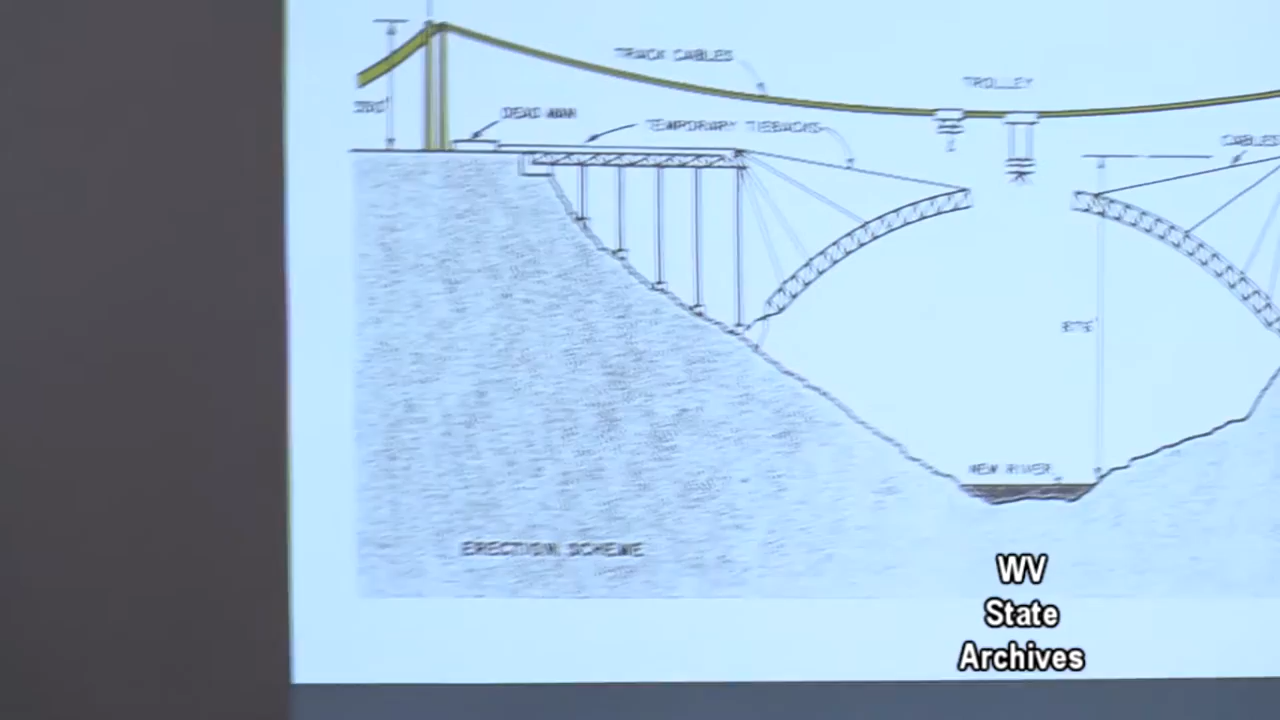 TRACK CABLES
TROLLEY
DEAD MAN
TEMPORARY TIEBACKS
CABLES
NEW RIVER
ERECTION SCHEME
WV
State
Archives